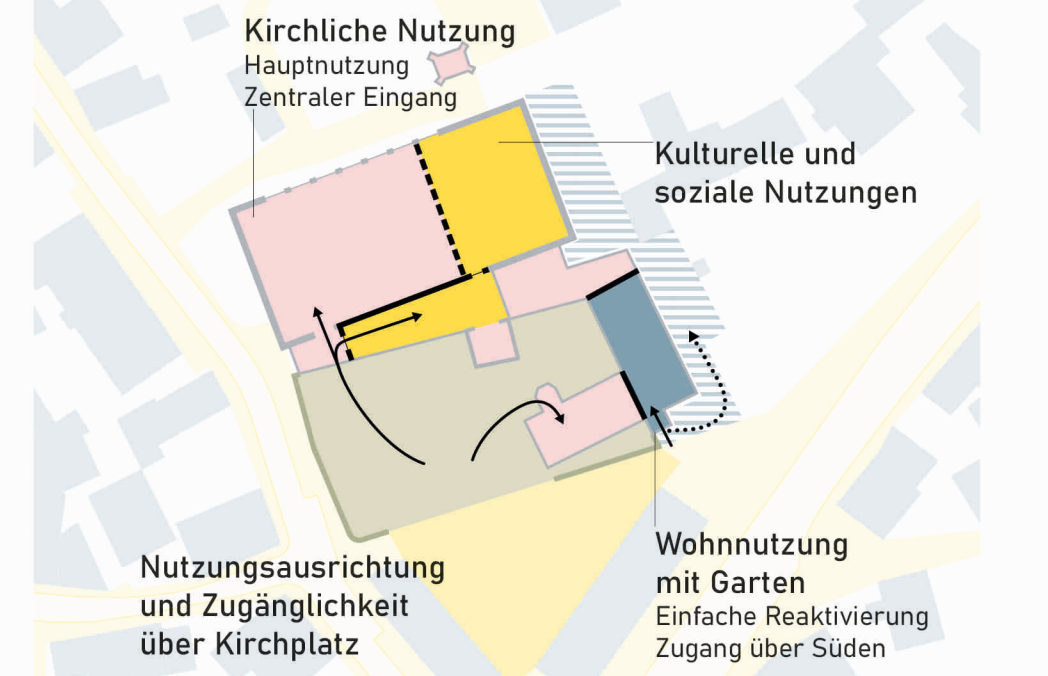 Kirchliche Nutzung
Hauptnutzung
Zentraler Eingang
Kulturelle und
soziale Nutzungen
Nutzungsausrichtung
und Zugänglichkeit
über Kirchplatz
Wohnnutzung
mit Garten
Einfache Reaktivierung
Zugang über Süden